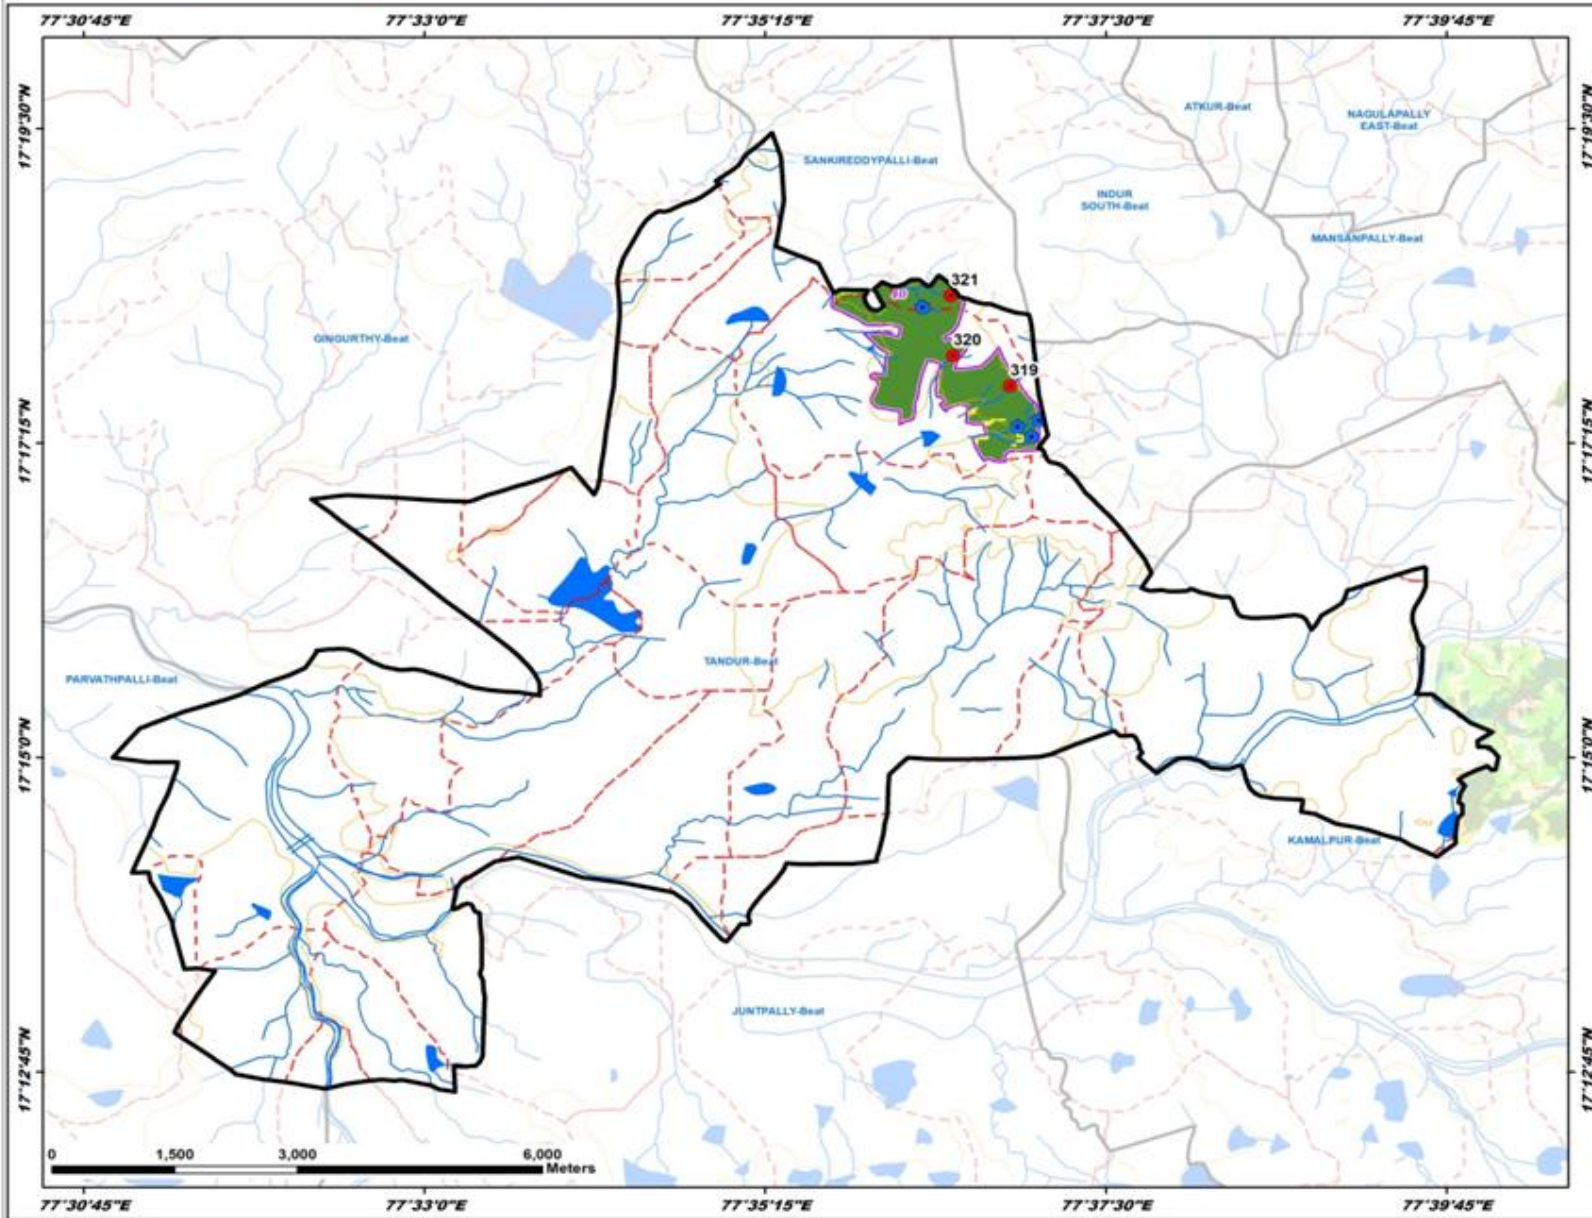 77°30'45"E 77°33'0"E 77°35'15"E 77°37'30"E 77°39'45"E
17°19'30"N
17°19'30"N
ATKUR-Beat
NAGULAPALLY
EAST-Beat
SANKIREDDYPALLI-Beat
INDUR
SOUTH-Beat
MANSANPALLY-Beat
321
40
GINGURTHY-Beat
320
319
17°17'15"N
17°17'15"N
TANDUR-Beat
PARVATHPALLI-Beat
17°15'0"N
17°15'0"N
KAMALPUR-Beat
JUNTPALLY-Beat
17°12'45"N
17°12'45"N
0 1,500 3,000 6,000
Meters
77°30'45"E 77°33'0"E 77°35'15"E 77°37'30"E 77°39'45"E